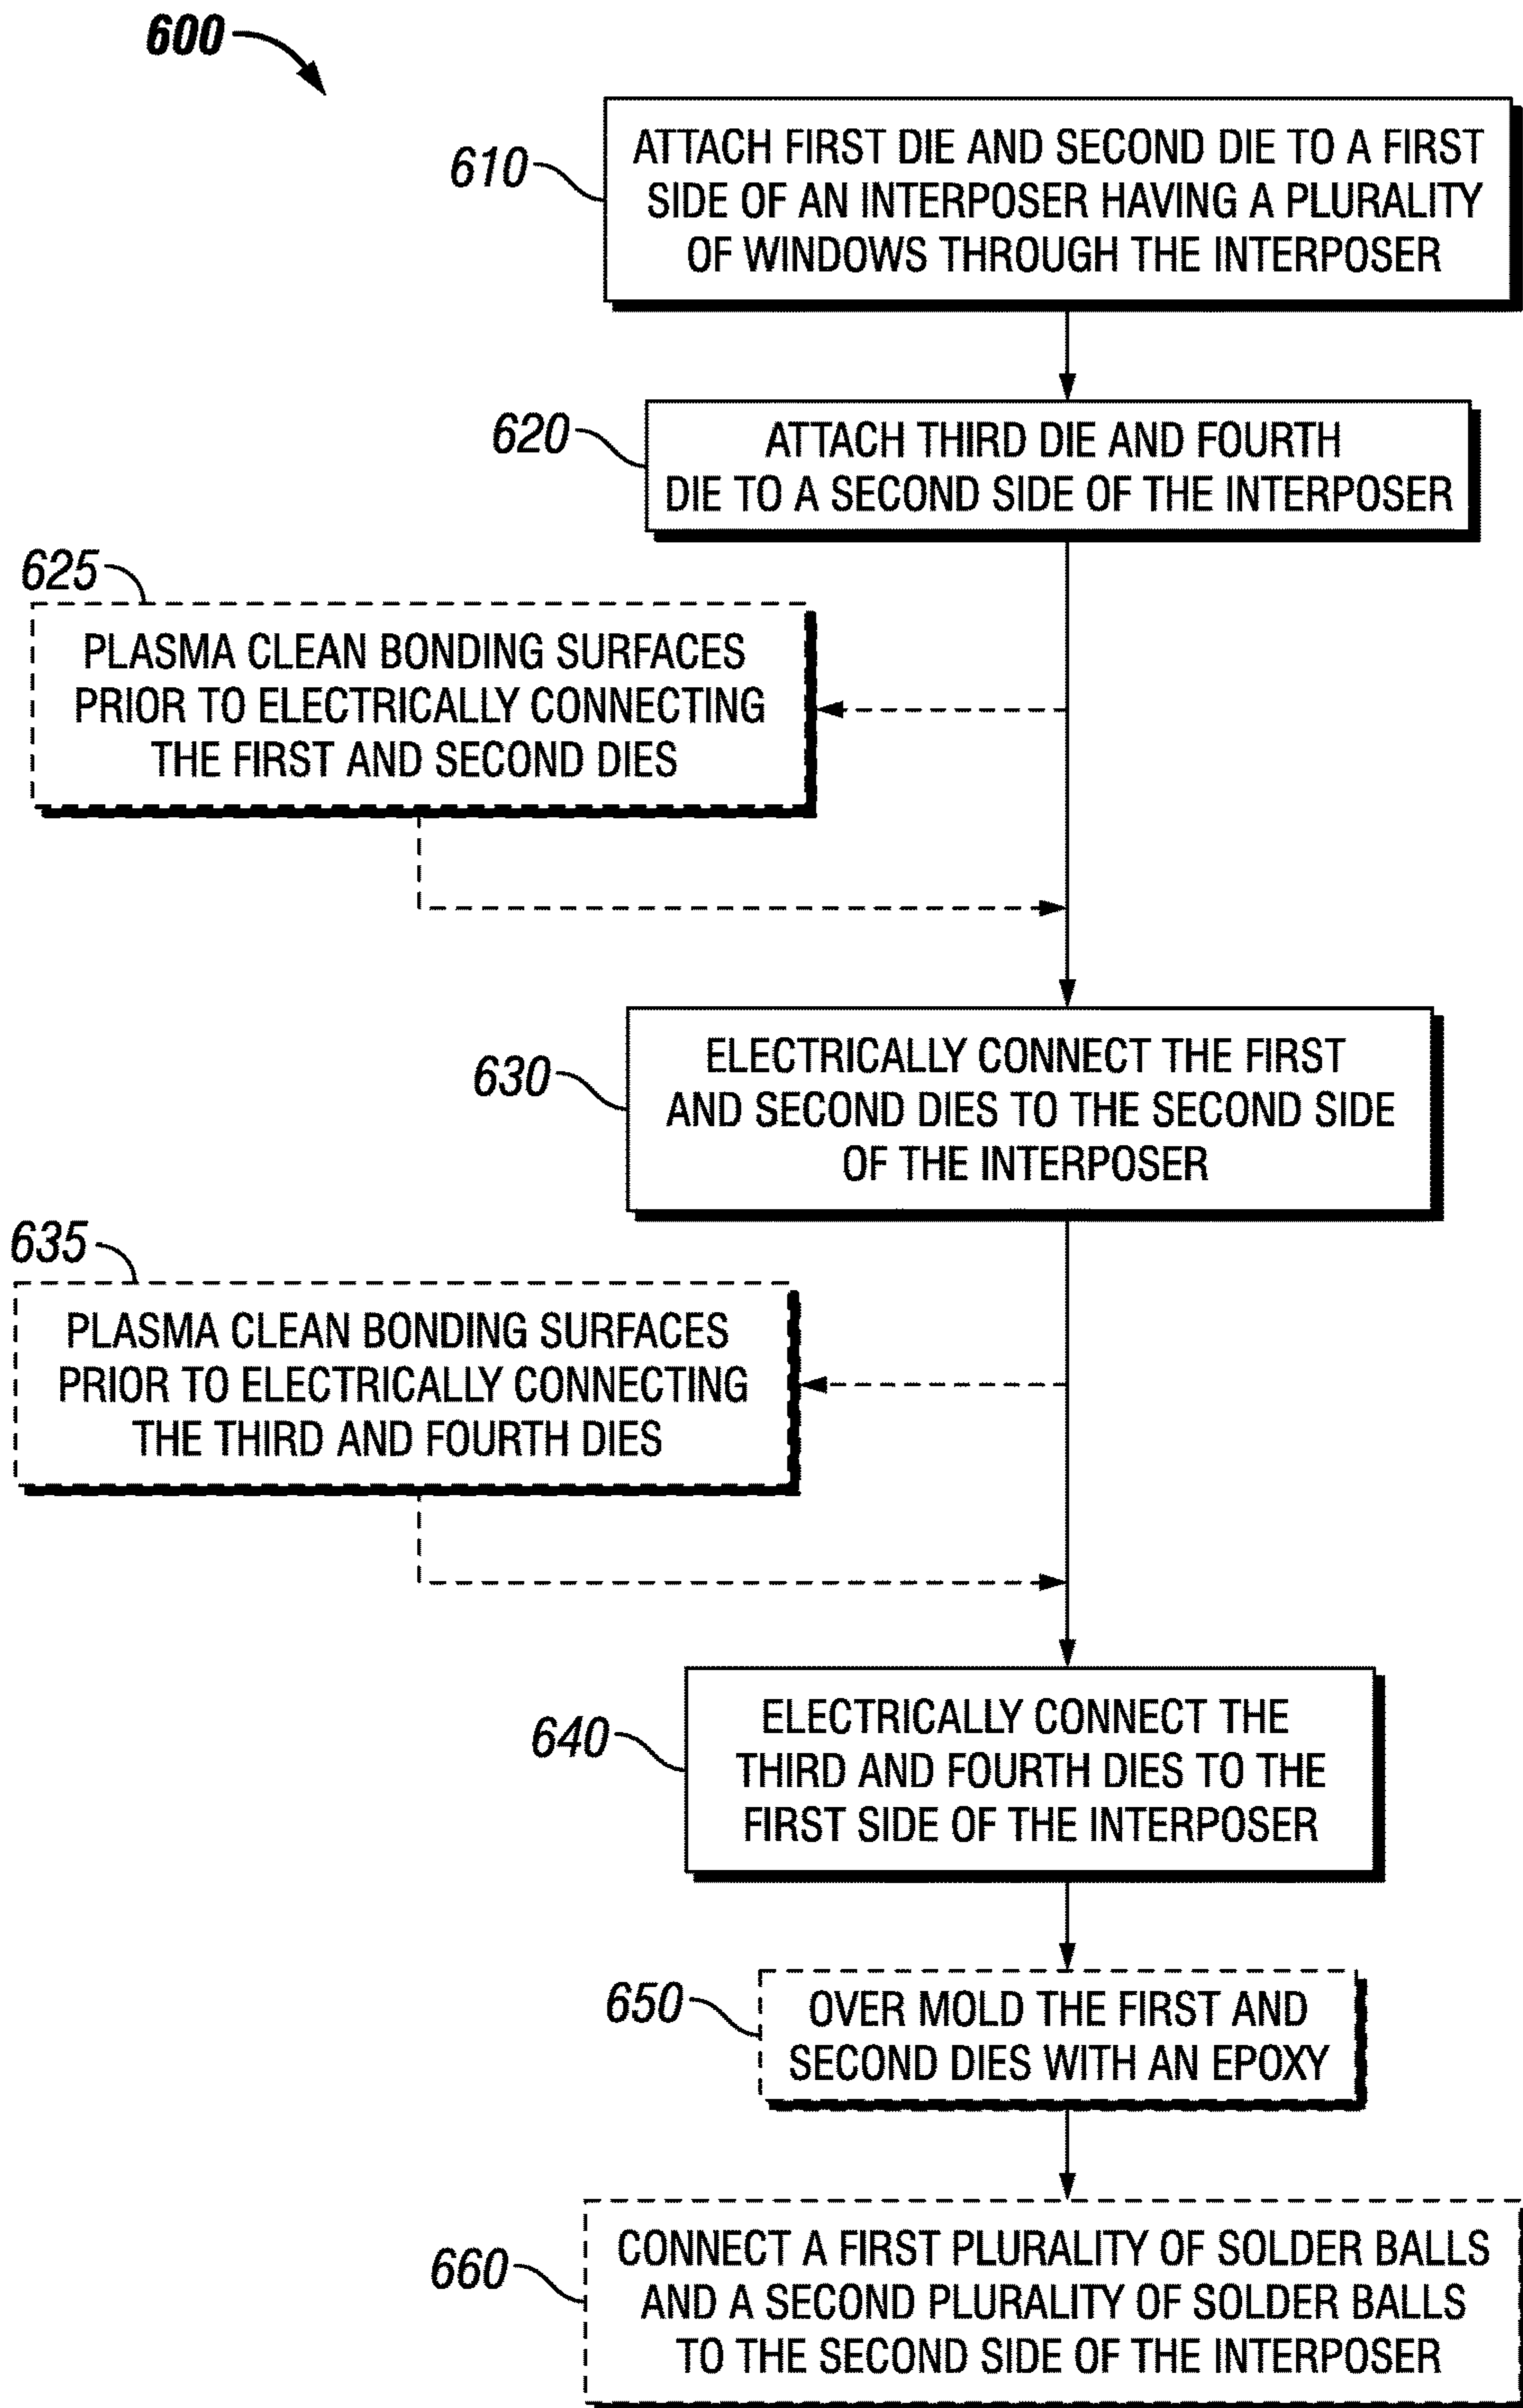 600
610
ATTACH FIRST DIE AND SECOND DIE TO A FIRST
SIDE OF AN INTERPOSER HAVING A PLURALITY
OF WINDOWS THROUGH THE INTERPOSER
620
ATTACH THIRD DIE AND FOURTH
DIE TO A SECOND SIDE OF THE INTERPOSER
625
PLASMA CLEAN BONDING SURFACES
PRIOR TO ELECTRICALLY CONNECTING
THE FIRST AND SECOND DIES
630
ELECTRICALLY CONNECT THE FIRST
AND SECOND DIES TO THE SECOND SIDE
OF THE INTERPOSER
635
PLASMA CLEAN BONDING SURFACES
PRIOR TO ELECTRICALLY CONNECTING
THE THIRD AND FOURTH DIES
640
ELECTRICALLY CONNECT THE
THIRD AND FOURTH DIES TO THE
FIRST SIDE OF THE INTERPOSER
650
OVER MOLD THE FIRST AND
SECOND DIES WITH AN EPOXY
660
CONNECT A FIRST PLURALITY OF SOLDER BALLS
AND A SECOND PLURALITY OF SOLDER BALLS
TO THE SECOND SIDE OF THE INTERPOSER